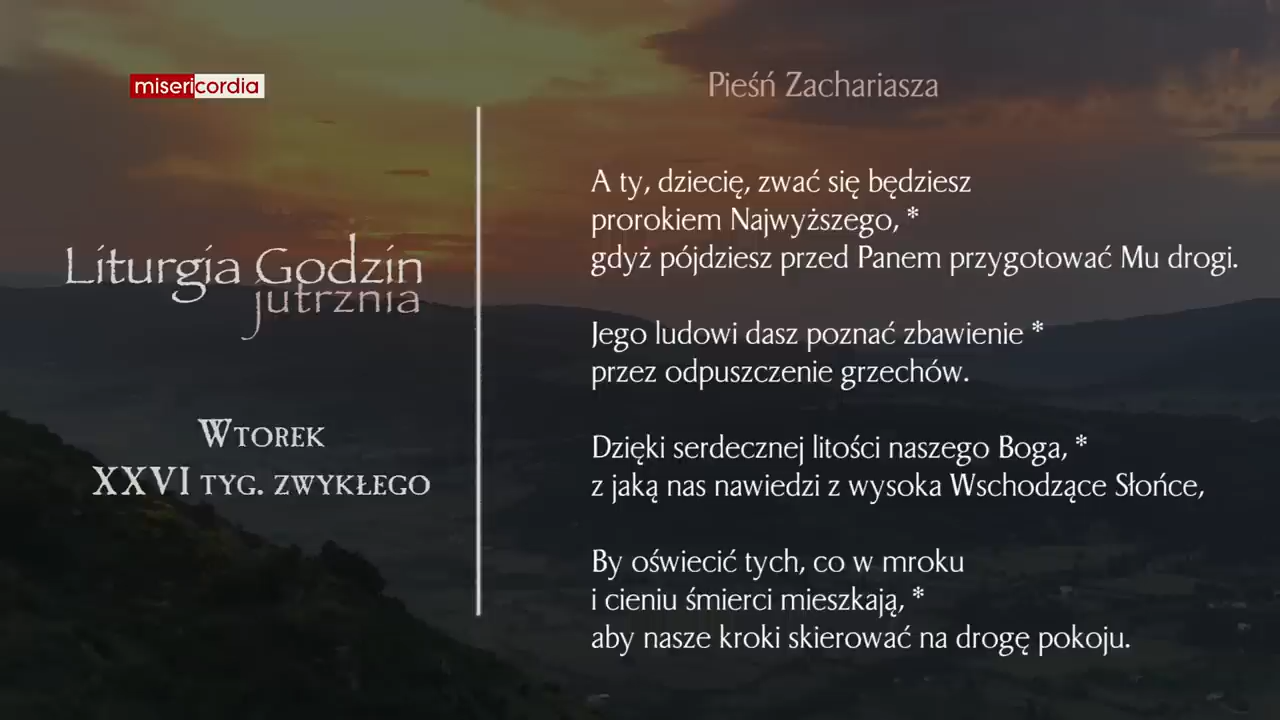 misericordia
Liturgia Godzin
jutrznia
Wtorek
XXVI tyg. zwykłego
Pieśń Zachariasza
A ty, dziecię, zwać się będziesz
prorokiem Najwyższego, *
gdyż pójdziesz przed Panem przygotować Mu drogi.
Jego ludowi dasz poznać zbawienie *
przez odpuszczenie grzechów.
Dzięki serdecznej litości naszego Boga, *
z jaką nas nawiedzi z wysoka Wschodzące Słońce,
By oświecić tych, co w mroku
i cieniu śmierci mieszkają, *
aby nasze kroki skierować na drogę pokoju.